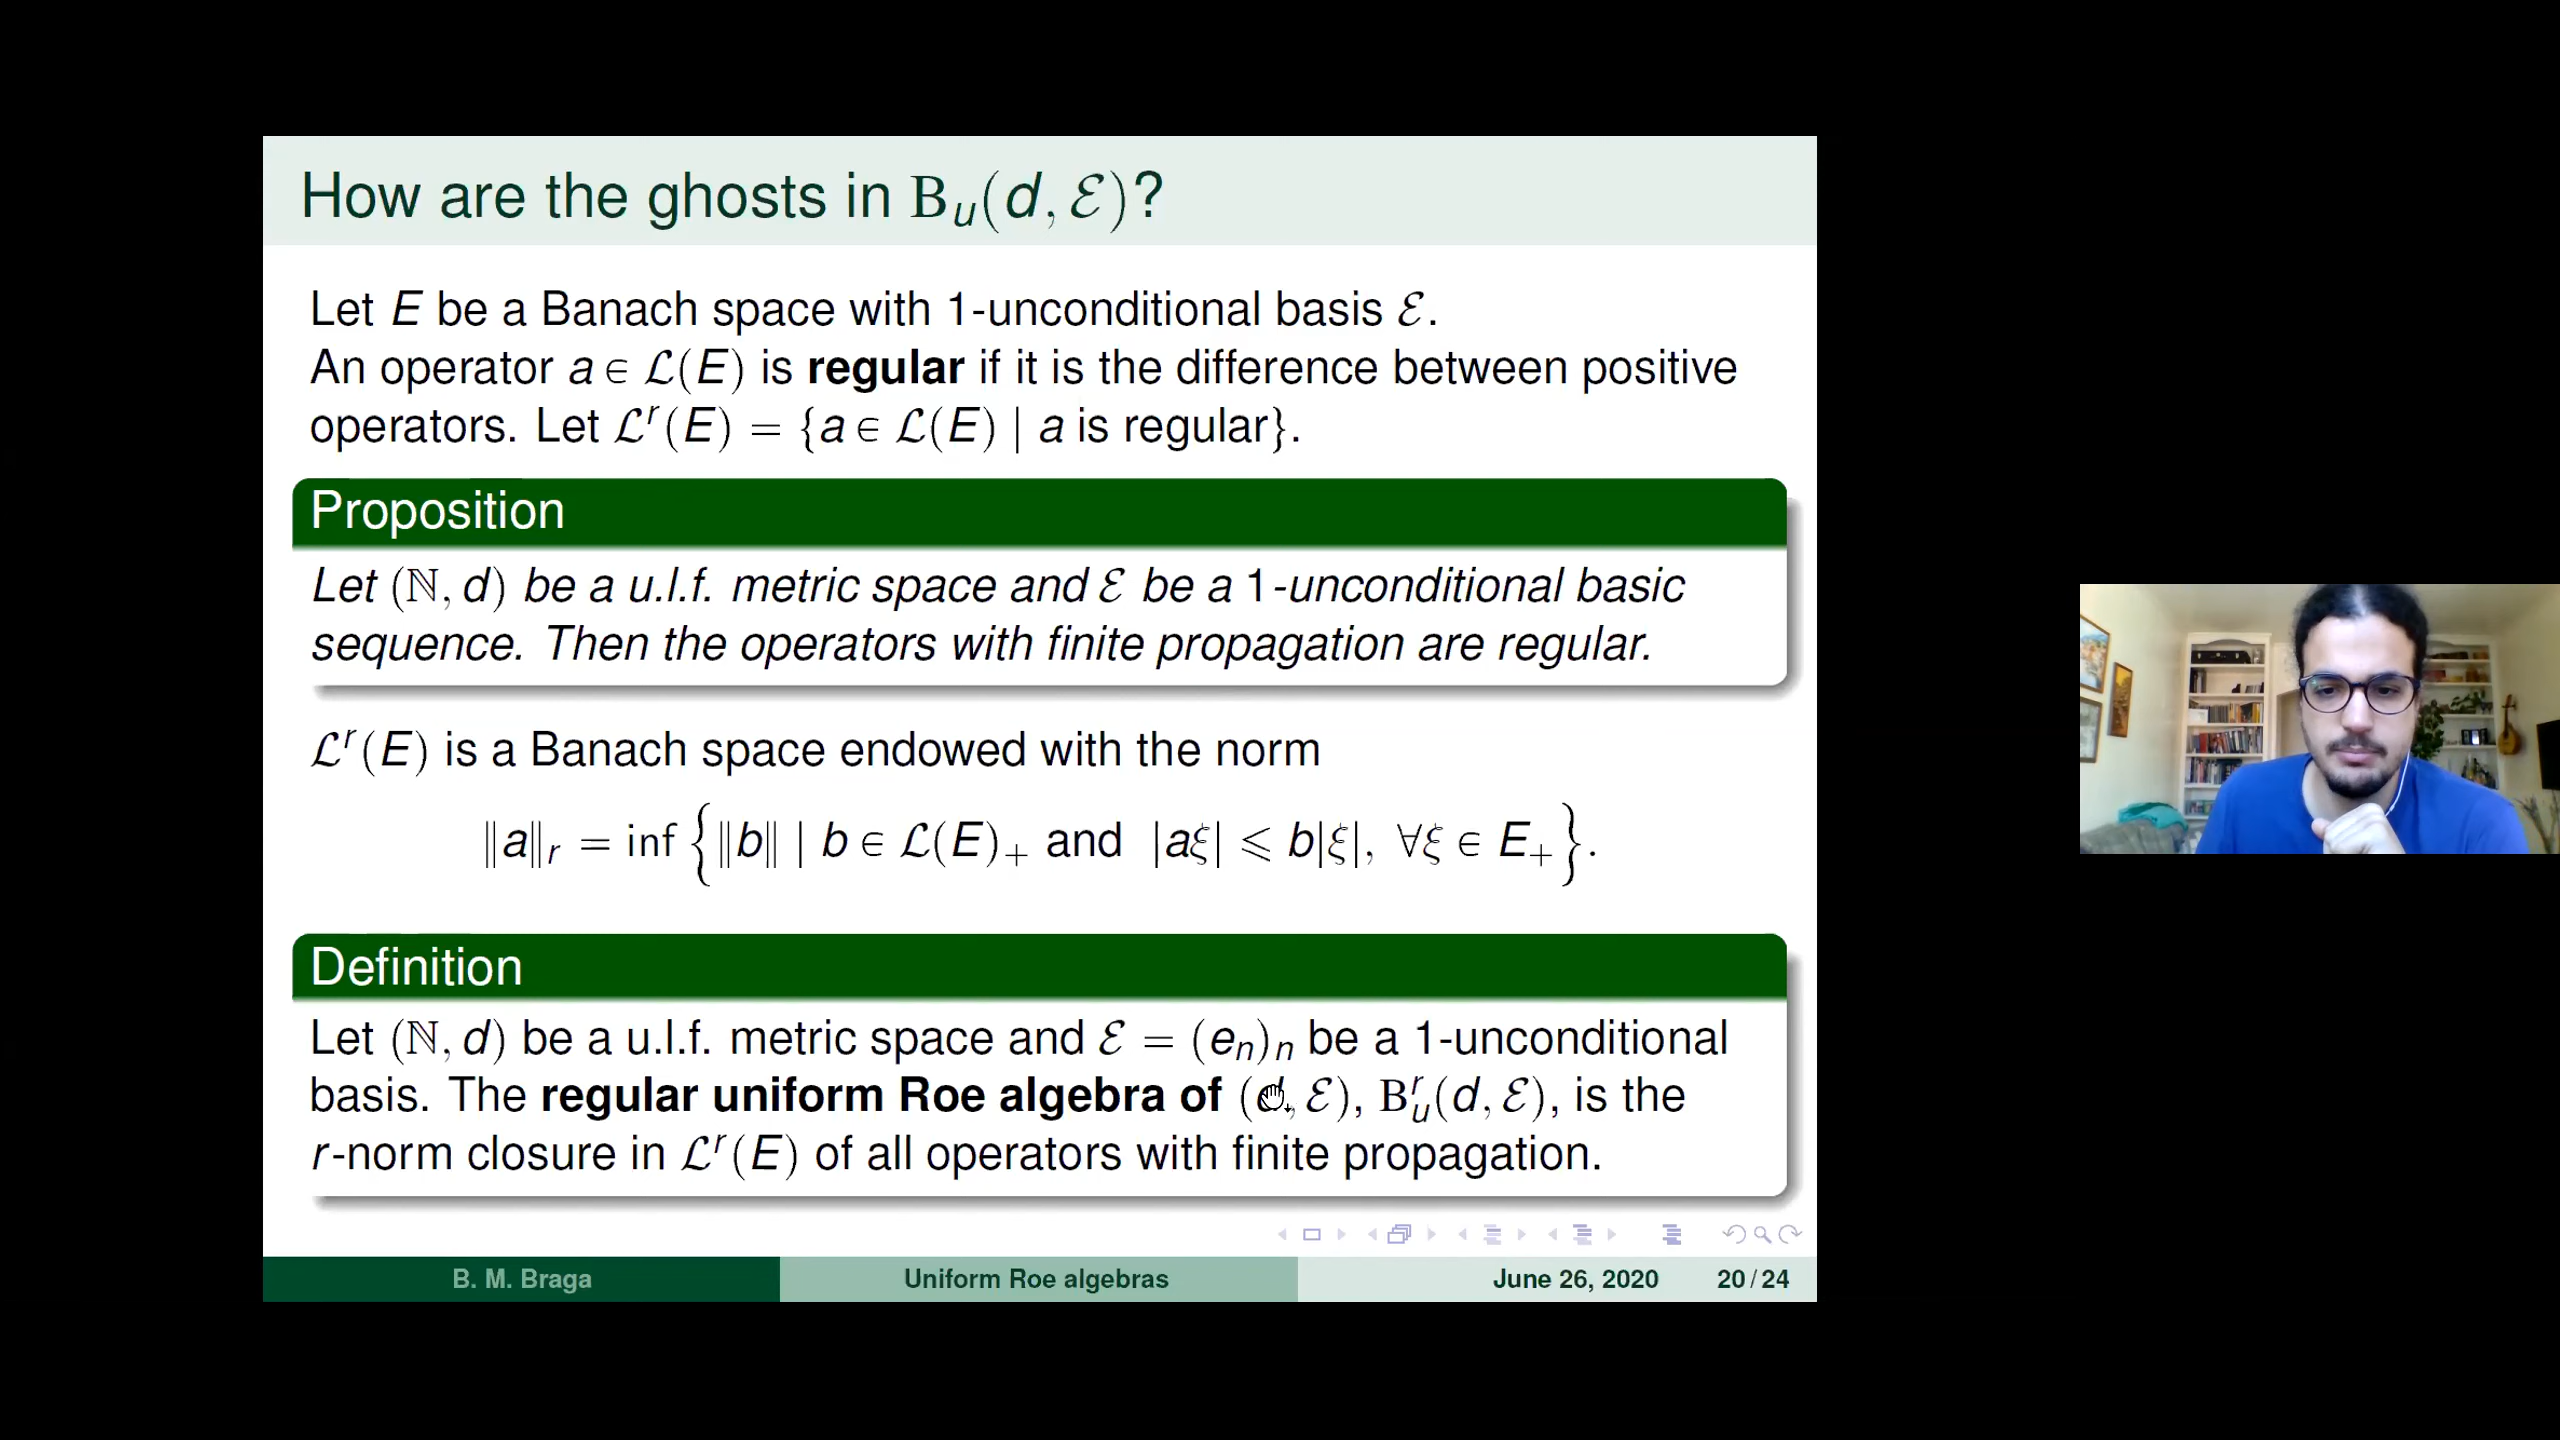 How are the ghosts in B_u(d, ℰ)?
Let E be a Banach space with 1-unconditional basis ℰ.
An operator a ∈ ℒ(E) is regular if it is the difference between positive
operators. Let ℒ^r(E) = {a ∈ ℒ(E) | a is regular}.
Proposition
Let (ℕ, d) be a u.l.f. metric space and ℰ be a 1-unconditional basic
sequence. Then the operators with finite propagation are regular.
ℒ^r(E) is a Banach space endowed with the norm
‖a‖_r = inf {‖b‖ | b ∈ ℒ(E)_+ and |aξ| ⩽ b|ξ|, ∀ξ ∈ E_+}.
Definition
Let (ℕ, d) be a u.l.f. metric space and ℰ = (e_n)_n be a 1-unconditional
basis. The regular uniform Roe algebra of (d, ℰ), B_u^r(d, ℰ), is the
r-norm closure in ℒ^r(E) of all operators with finite propagation.
B. M. Braga Uniform Roe algebras June 26, 2020 20/24